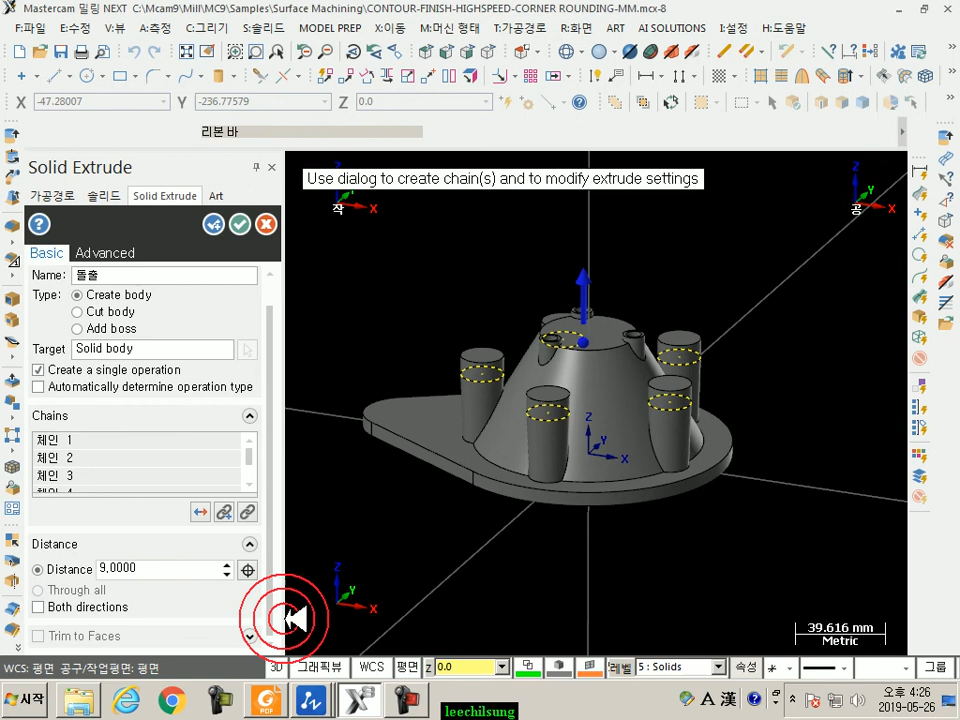 Mastercam 밀링 NEXT C:\Mcam9\Mill\MC9\Samples\Surface Machining\CONTOUR-FINISH-HIGHSPEED-CORNER ROUNDING-MM.mcx-8
F:파일 E:수정 V:뷰 A:측정 C:그리기 S:솔리드 MODEL PREP X:이동 M:머신 형태 T:가공경로 ART AI SOLUTIONS I:설정 H:도움말
X -47.28007 Y -236.77579 Z 0.0
리본 바
Solid Extrude
Use dialog to create chain(s) and to modify extrude settings
가공경로 솔리드 Solid Extrude Art
Z Y X 작
Z Y X 공
Basic Advanced
Name: 돌출
Type: Create body
Cut body
Add boss
Target Solid body
Create a single operation
Automatically determine operation type
Chains
체인 1
체인 2
체인 3
Z Y X
Distance
Distance 9,0000
Through all
Both directions
Trim to Faces
Z Y X
39.616 mm
Metric
WCS: 평면 공구/작업평면: 평면
3D 그래픽뷰 WCS 평면 Z 0.0 레벨 5 : Solids 속성 그룹
시작
PDF
A 漢
오후 4:26
2019-05-26
leechilsung